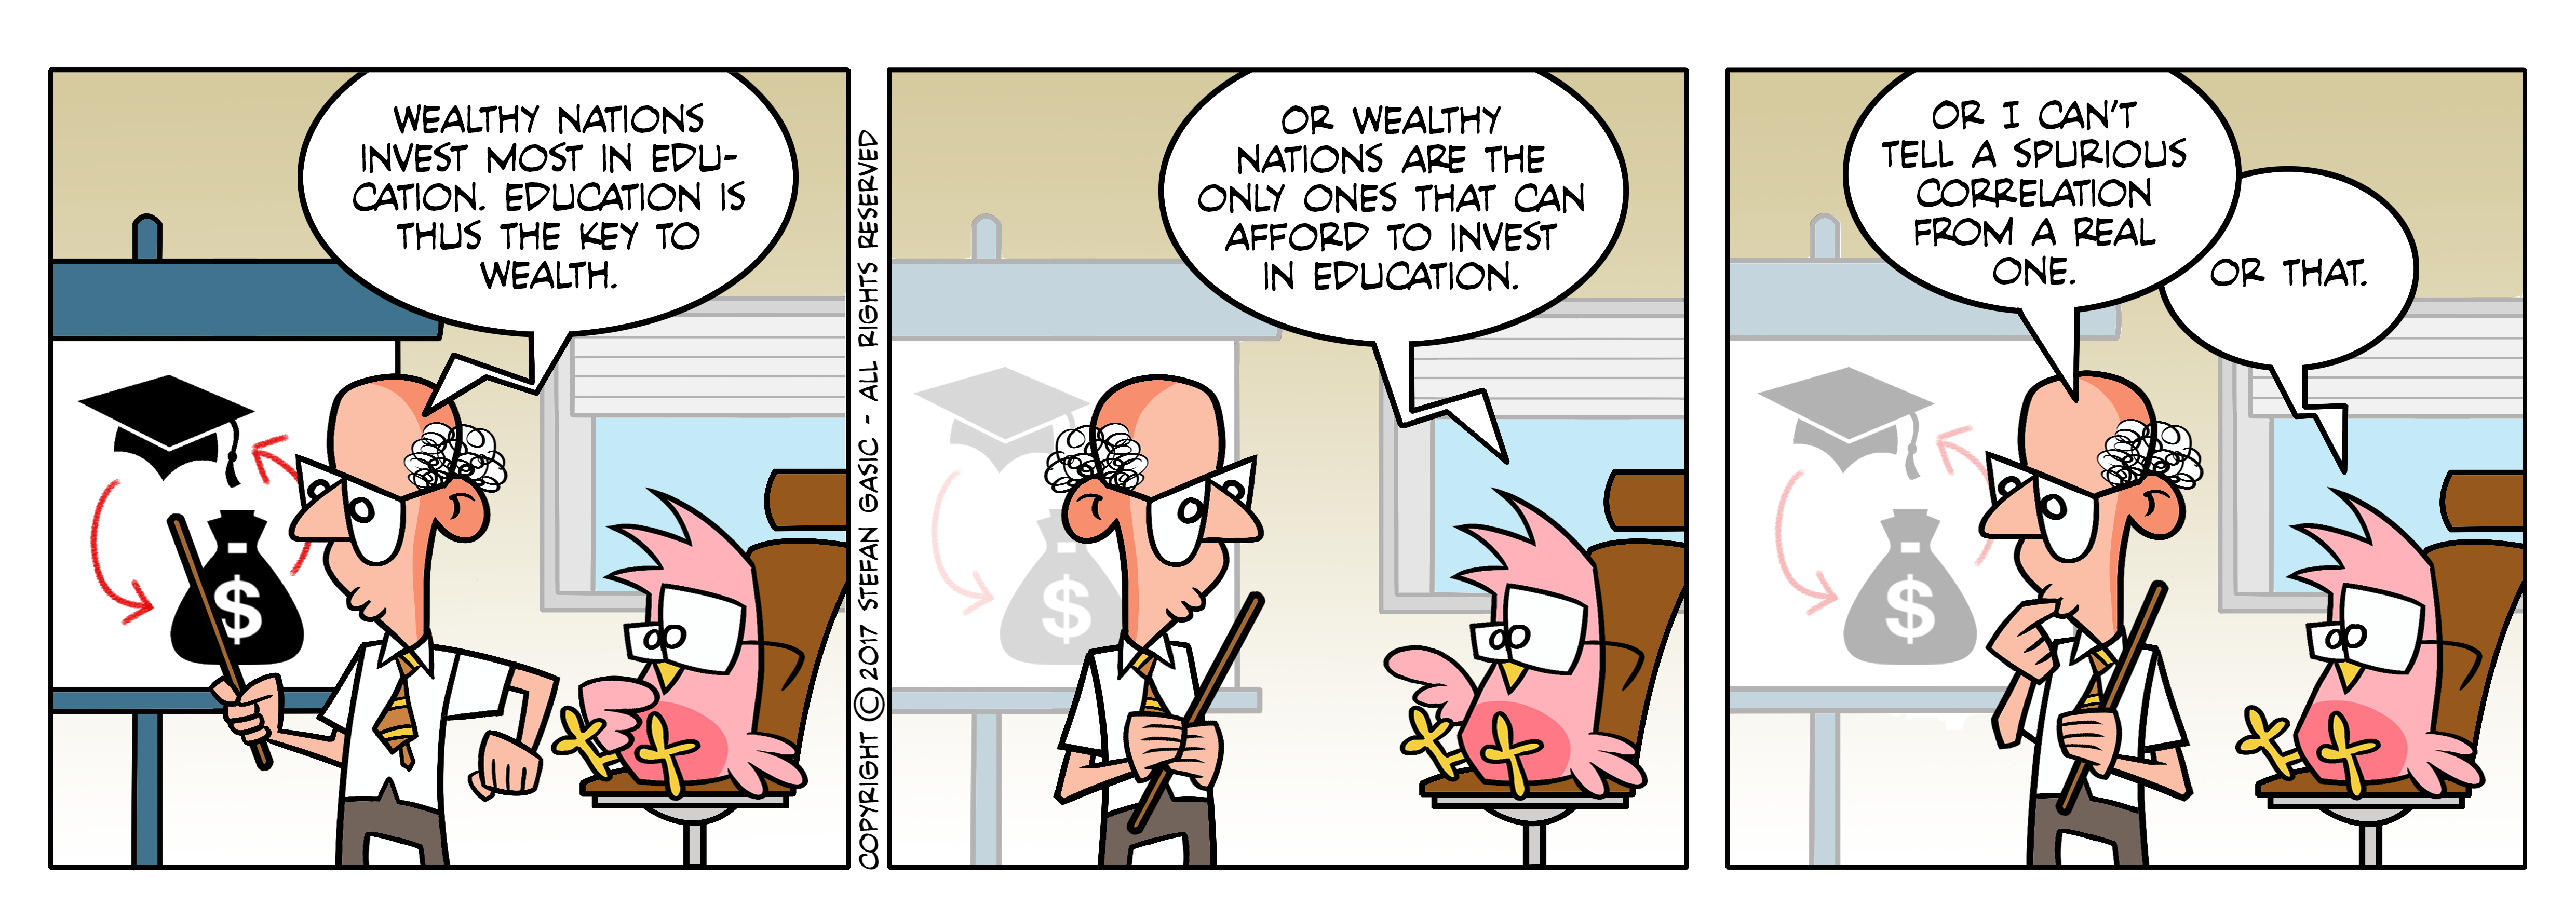 WEALTHY NATIONS
INVEST MOST IN EDU-
CATION. EDUCATION IS
THUS THE KEY TO
WEALTH.
$
COPYRIGHT © 2017 STEFAN GASIC - ALL RIGHTS RESERVED
OR WEALTHY
NATIONS ARE THE
ONLY ONES THAT CAN
AFFORD TO INVEST
IN EDUCATION.
$
OR I CAN'T
TELL A SPURIOUS
CORRELATION
FROM A REAL
ONE.
OR THAT.
$